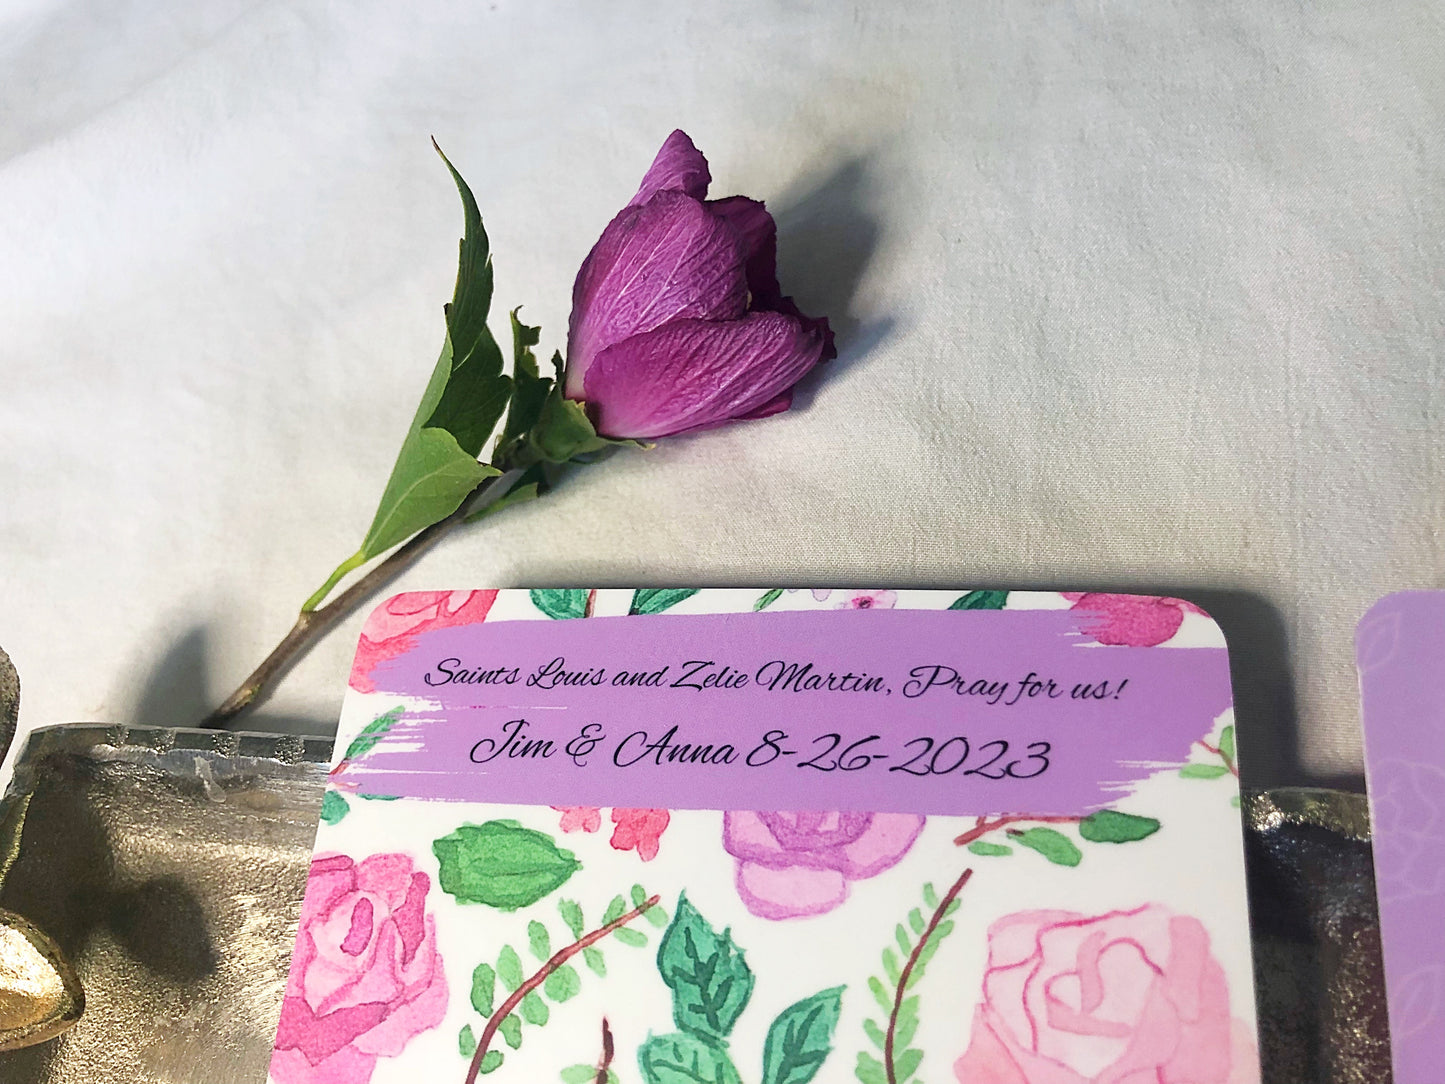 Saints Louis and Zelie Martin, Pray for us!
Jim & Anna 8-26-2023